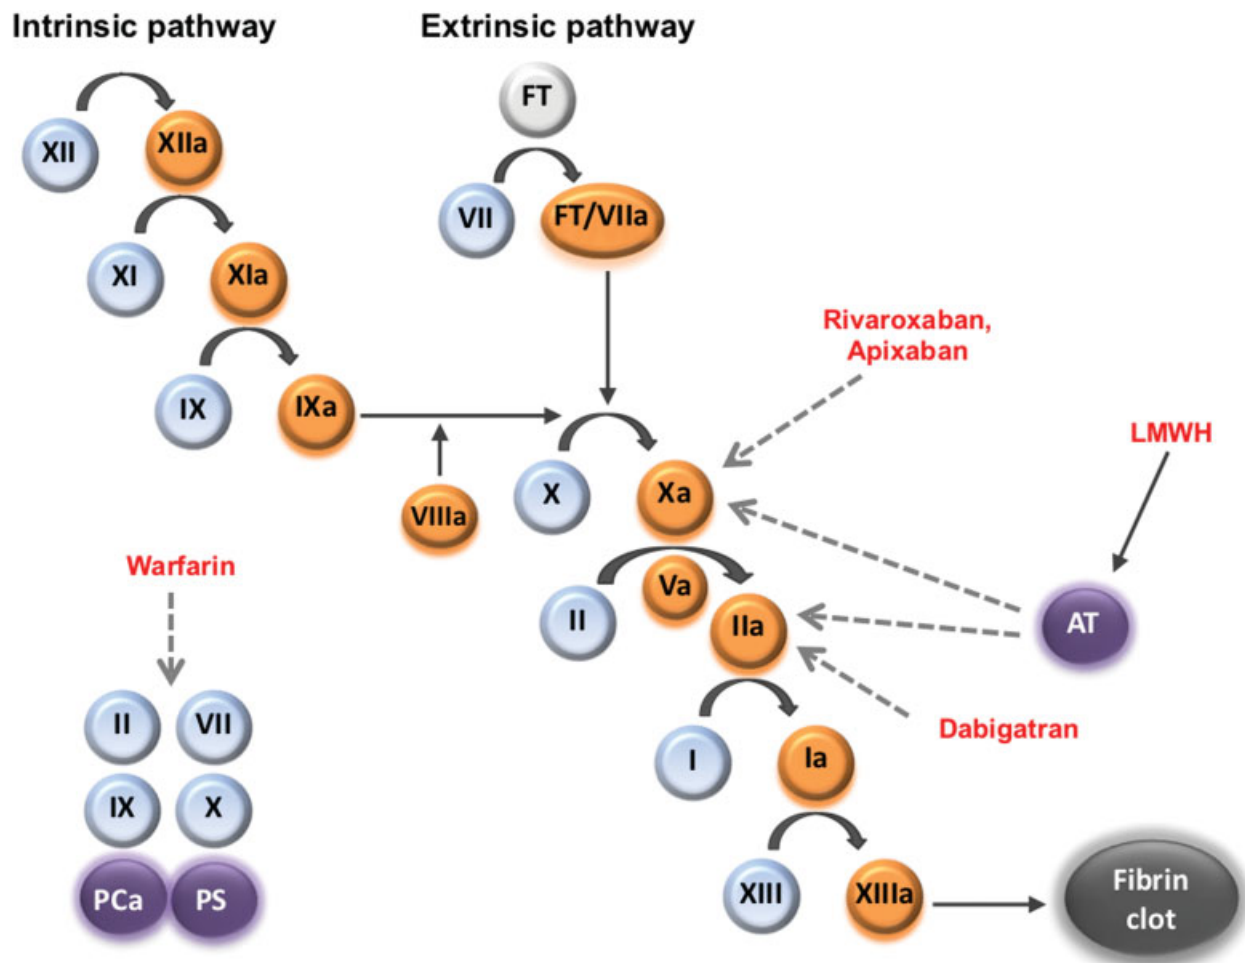 Intrinsic pathway
Extrinsic pathway
FT
XII
XIIa
VII
FT/VIIa
XI
XIa
Rivaroxaban,
Apixaban
IX
IXa
LMWH
X
Xa
VIIIa
Warfarin
Va
II
IIa
AT
II
VII
Dabigatran
I
Ia
IX
X
PCa
PS
XIII
XIIIa
Fibrin
clot